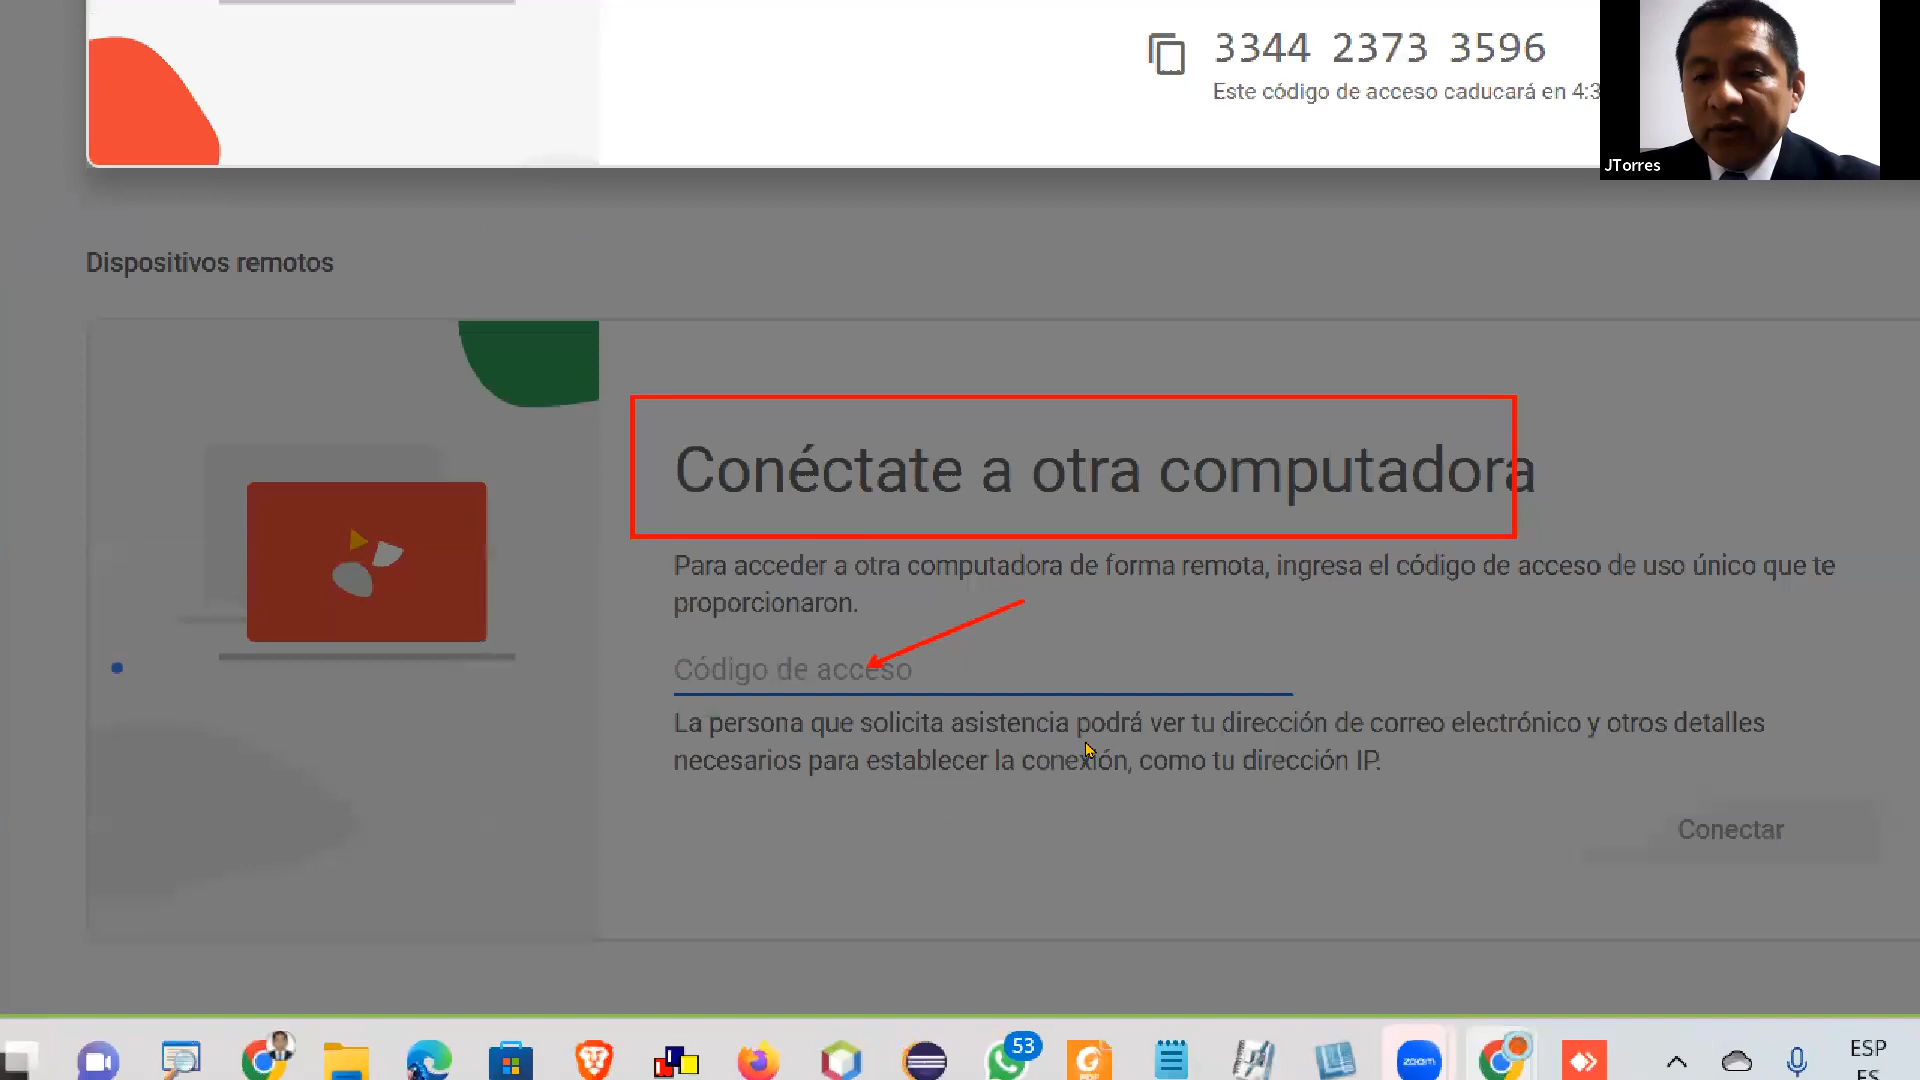 3344 2373 3596
Este código de acceso caducará en 4:3
JTorres
Dispositivos remotos
Conéctate a otra computadora
Para acceder a otra computadora de forma remota, ingresa el código de acceso de uso único que te
proporcionaron.
Código de acceso
La persona que solicita asistencia podrá ver tu dirección de correo electrónico y otros detalles
necesarios para establecer la conexión, como tu dirección IP.
Conectar
53
zoom
ESP
ES